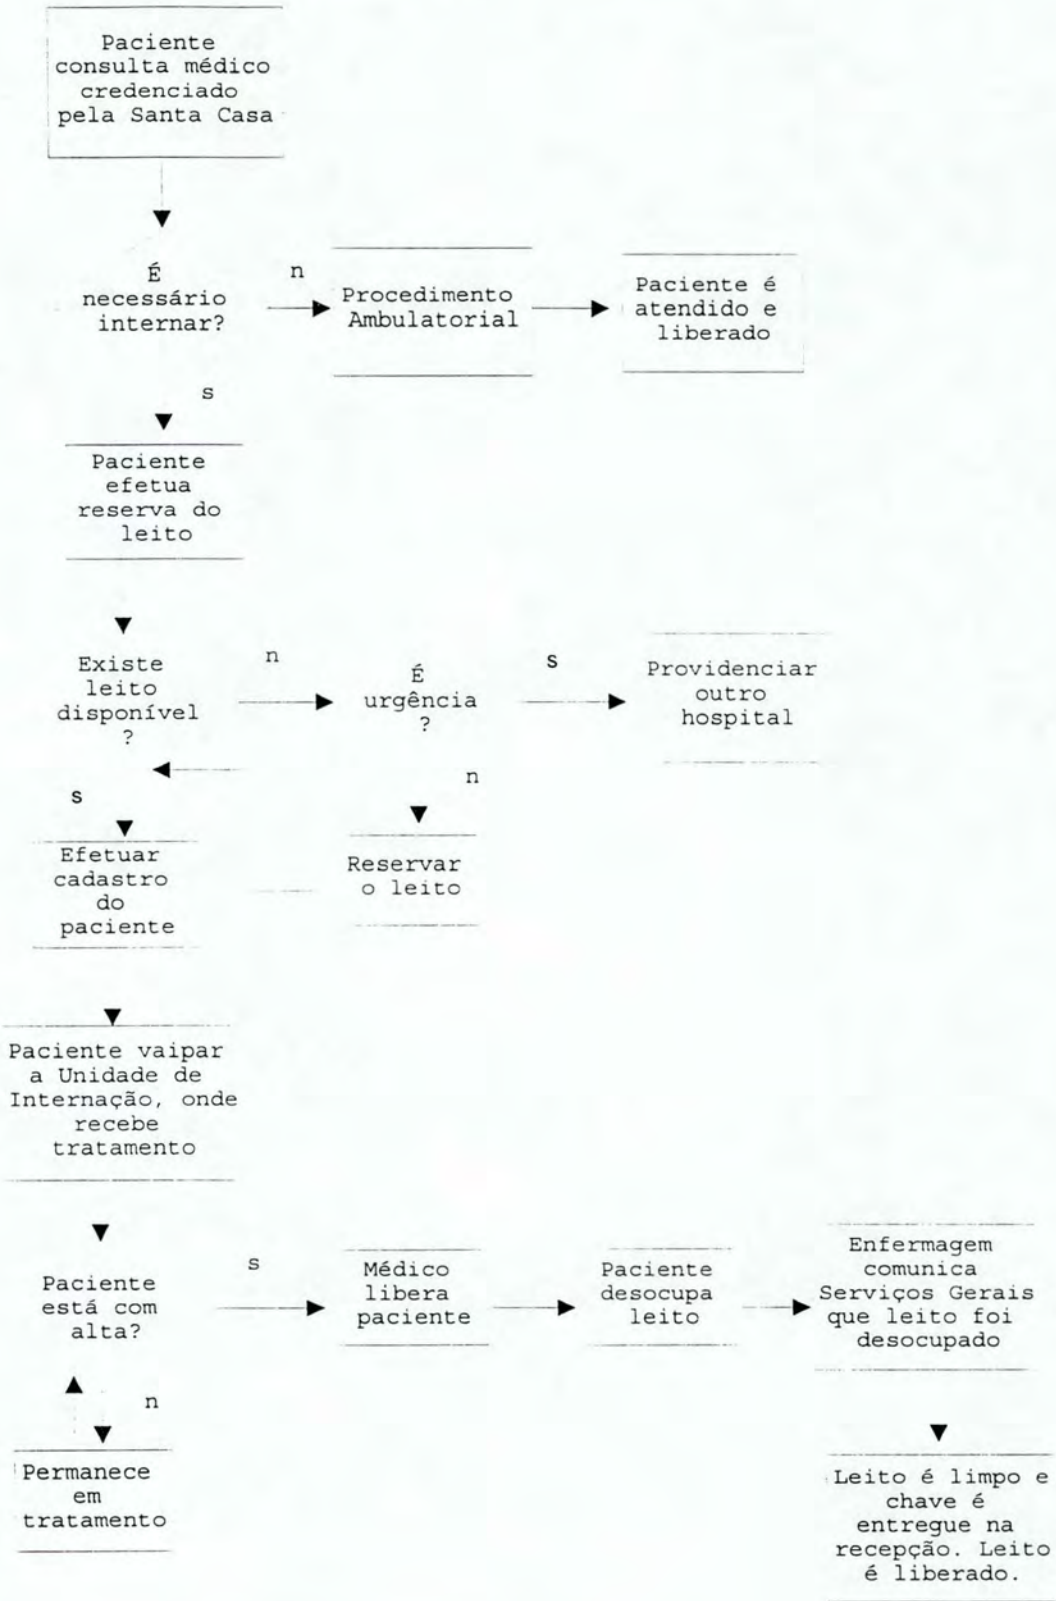 Paciente
consulta médico
credenciado
pela Santa Casa
É
necessário
internar?
n
Procedimento
Ambulatorial
Paciente é
atendido e
liberado
s
Paciente
efetua
reserva do
leito
Existe
leito
disponível
?
n
É
urgência
?
s
Providenciar
outro
hospital
s
n
Efetuar
cadastro
do
paciente
Reservar
o leito
Paciente vaipar
a Unidade de
Internação, onde
recebe
tratamento
Paciente
está com
alta?
s
Médico
libera
paciente
Paciente
desocupa
leito
Enfermagem
comunica
Serviços Gerais
que leito foi
desocupado
n
Permanece
em
tratamento
Leito é limpo e
chave é
entregue na
recepção. Leito
é liberado.